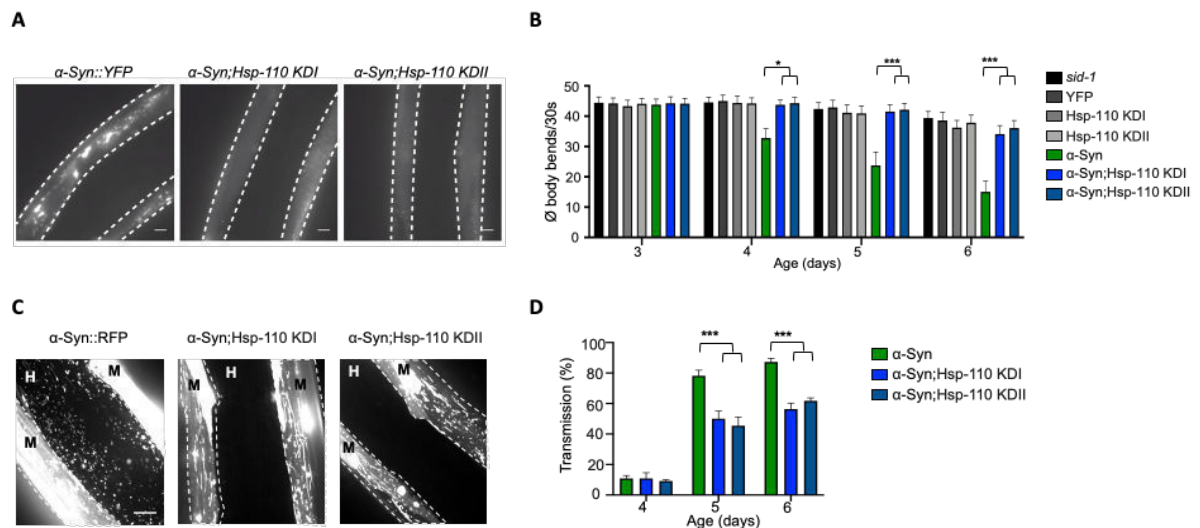 A
α-Syn::YFP
α-Syn;Hsp-110 KDI
α-Syn;Hsp-110 KDII
B
Ø body bends/30s
50
40
30
20
10
0
* *** ***
3 4 5 6
Age (days)
sid-1
YFP
Hsp-110 KDI
Hsp-110 KDII
α-Syn
α-Syn;Hsp-110 KDI
α-Syn;Hsp-110 KDII
C
α-Syn::RFP
α-Syn;Hsp-110 KDI
α-Syn;Hsp-110 KDII
H M M
M H M
H M M
D
Transmission (%)
100
80
60
40
20
0
*** ***
4 5 6
Age (days)
α-Syn
α-Syn;Hsp-110 KDI
α-Syn;Hsp-110 KDII